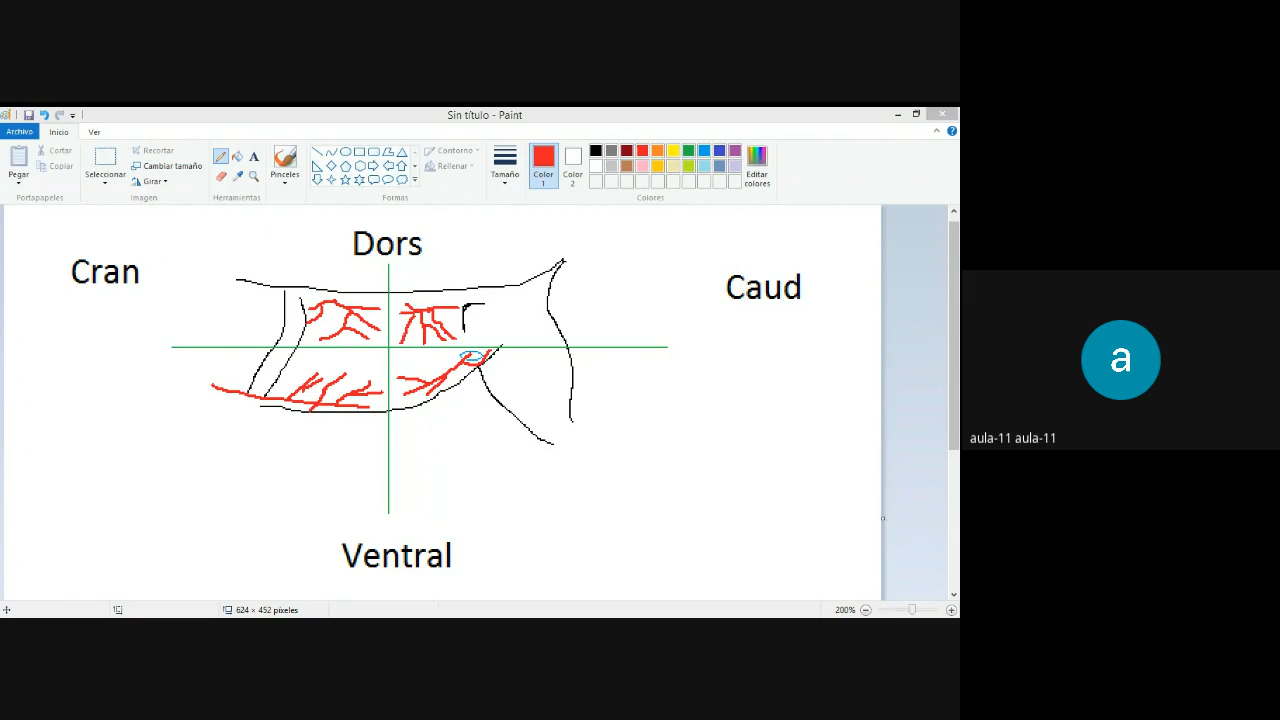 Sin título - Paint
Archivo Inicio Ver
Pegar
Cortar
Copiar
Portapapeles
Seleccionar
Recortar
Cambiar tamaño
Girar
Imagen
A
Herramientas
Pinceles
Contorno
Rellenar
Formas
Tamaño
Color
1
Color
2
Editar
colores
Colores
Dors
Cran
Caud
Ventral
624 × 452 píxeles
200%
a
aula-11 aula-11